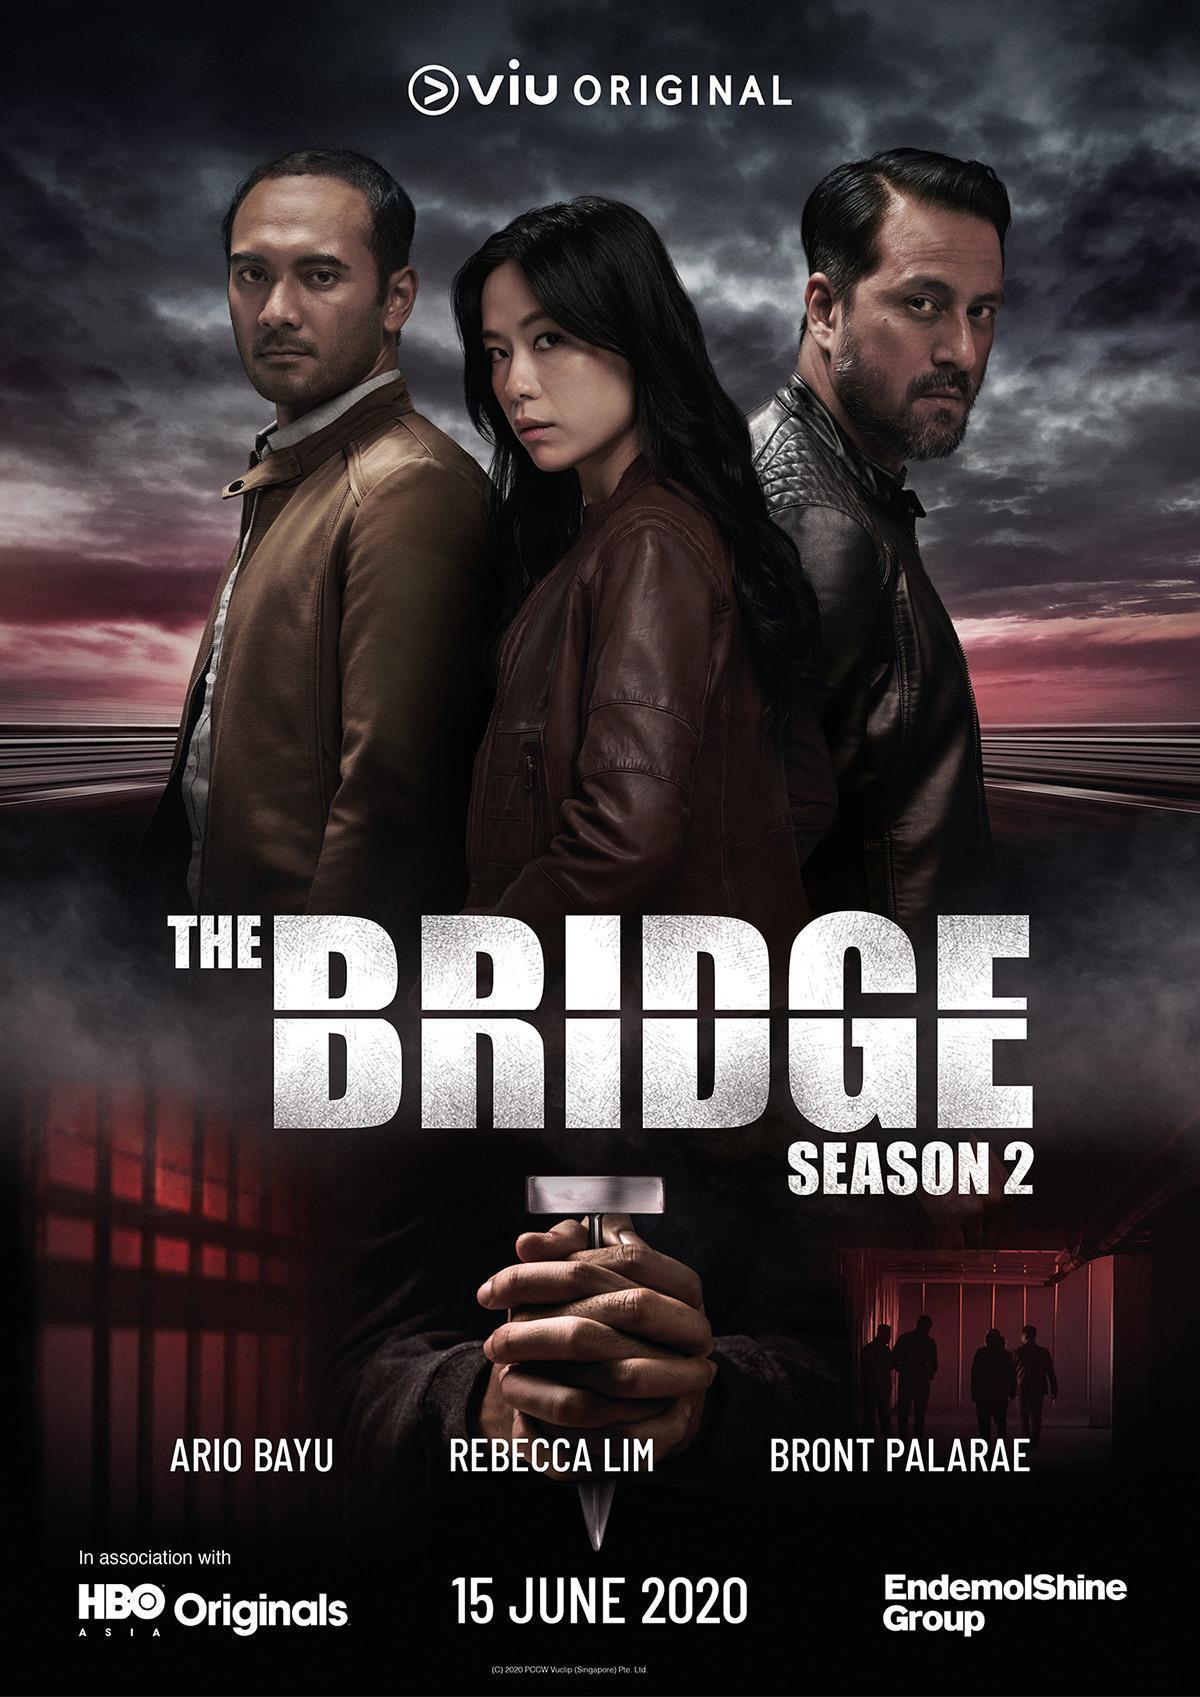 viu ORIGINAL
THE BRIDGE
SEASON 2
ARIO BAYU
REBECCA LIM
BRONT PALARAE
In association with
HBO Originals
ASIA
15 JUNE 2020
EndemolShine
Group
(C) 2020 PCCW Vuclip (Singapore) Pte. Ltd.